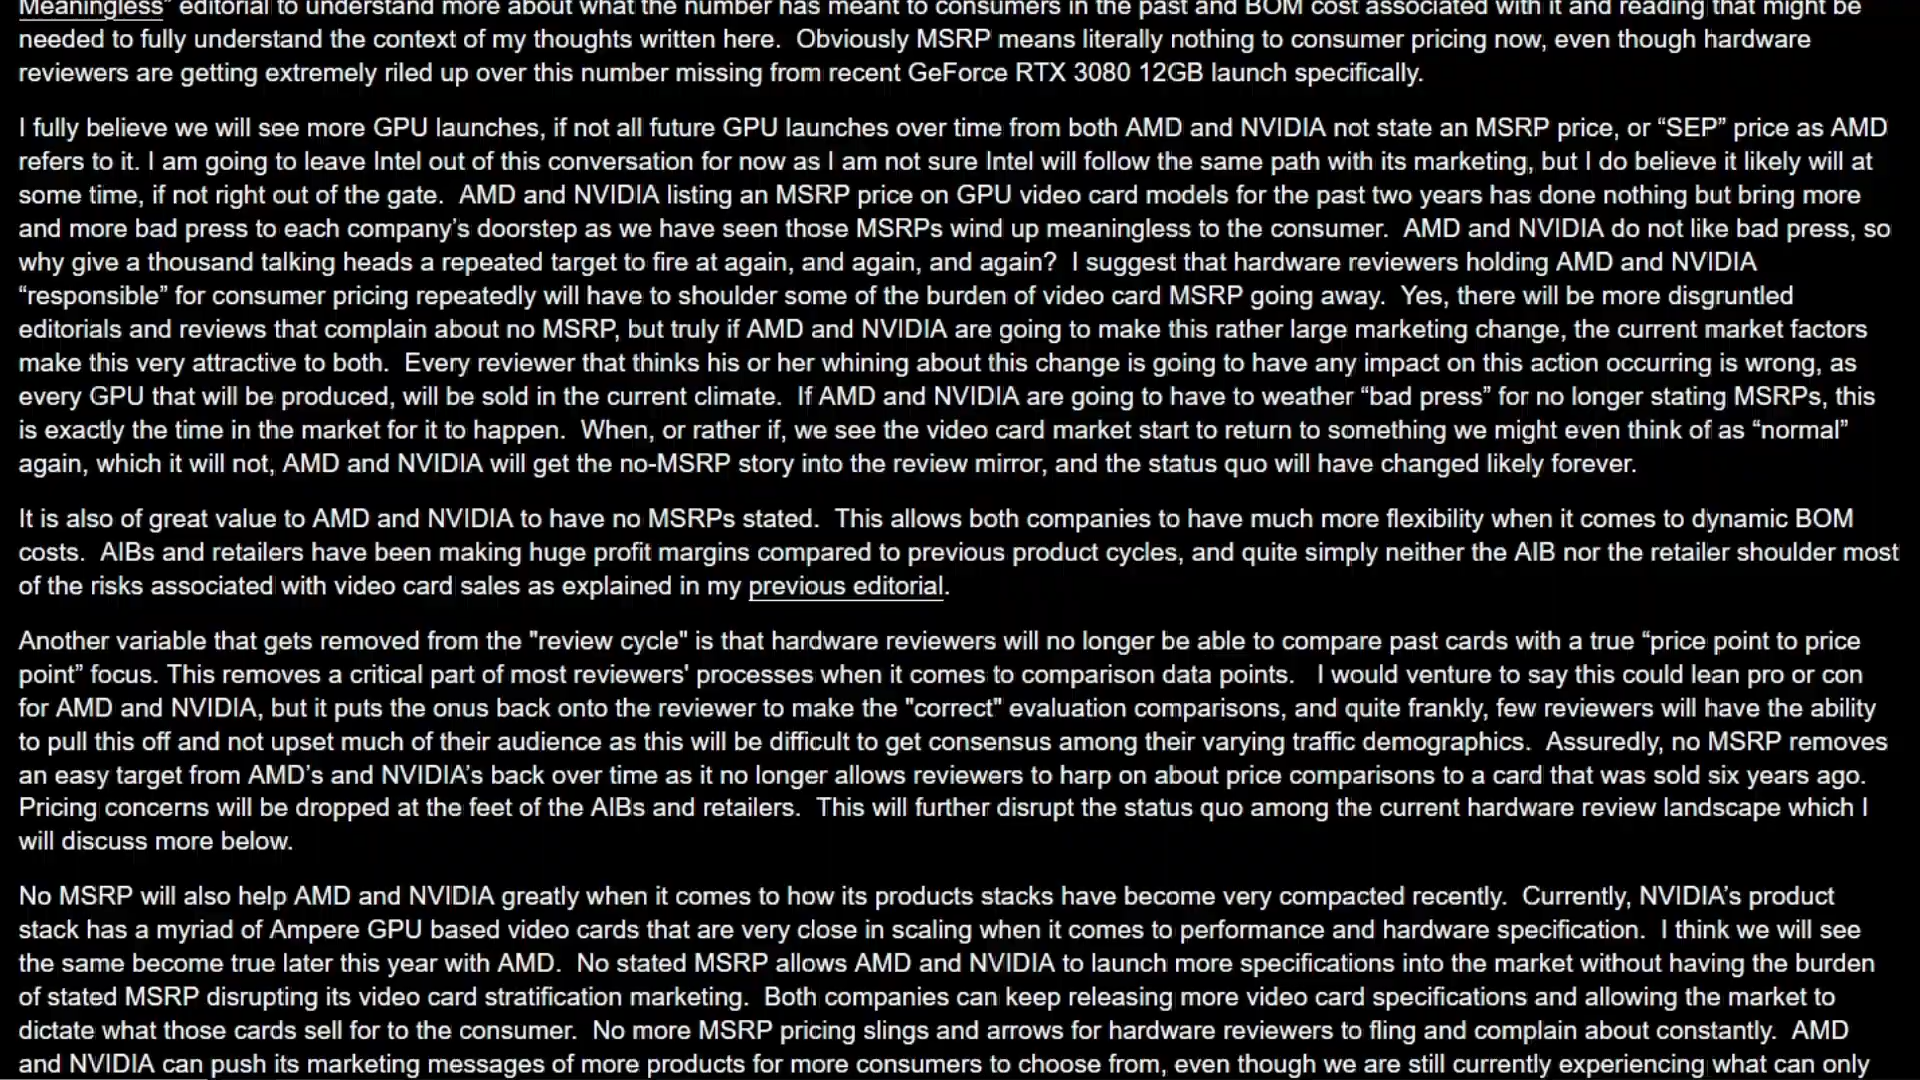 Meaningless” editorial to understand more about what the number has meant to consumers in the past and BOM cost associated with it and reading that might be
needed to fully understand the context of my thoughts written here.  Obviously MSRP means literally nothing to consumer pricing now, even though hardware
reviewers are getting extremely riled up over this number missing from recent GeForce RTX 3080 12GB launch specifically.
I fully believe we will see more GPU launches, if not all future GPU launches over time from both AMD and NVIDIA not state an MSRP price, or “SEP” price as AMD
refers to it. I am going to leave Intel out of this conversation for now as I am not sure Intel will follow the same path with its marketing, but I do believe it likely will at
some time, if not right out of the gate.  AMD and NVIDIA listing an MSRP price on GPU video card models for the past two years has done nothing but bring more
and more bad press to each company’s doorstep as we have seen those MSRPs wind up meaningless to the consumer.  AMD and NVIDIA do not like bad press, so
why give a thousand talking heads a repeated target to fire at again, and again, and again?  I suggest that hardware reviewers holding AMD and NVIDIA
“responsible” for consumer pricing repeatedly will have to shoulder some of the burden of video card MSRP going away.  Yes, there will be more disgruntled
editorials and reviews that complain about no MSRP, but truly if AMD and NVIDIA are going to make this rather large marketing change, the current market factors
make this very attractive to both.  Every reviewer that thinks his or her whining about this change is going to have any impact on this action occurring is wrong, as
every GPU that will be produced, will be sold in the current climate.  If AMD and NVIDIA are going to have to weather “bad press” for no longer stating MSRPs, this
is exactly the time in the market for it to happen.  When, or rather if, we see the video card market start to return to something we might even think of as “normal”
again, which it will not, AMD and NVIDIA will get the no-MSRP story into the review mirror, and the status quo will have changed likely forever.
It is also of great value to AMD and NVIDIA to have no MSRPs stated.  This allows both companies to have much more flexibility when it comes to dynamic BOM
costs.  AIBs and retailers have been making huge profit margins compared to previous product cycles, and quite simply neither the AIB nor the retailer shoulder most
of the risks associated with video card sales as explained in my previous editorial.
Another variable that gets removed from the "review cycle" is that hardware reviewers will no longer be able to compare past cards with a true “price point to price
point” focus. This removes a critical part of most reviewers' processes when it comes to comparison data points.   I would venture to say this could lean pro or con
for AMD and NVIDIA, but it puts the onus back onto the reviewer to make the "correct" evaluation comparisons, and quite frankly, few reviewers will have the ability
to pull this off and not upset much of their audience as this will be difficult to get consensus among their varying traffic demographics.  Assuredly, no MSRP removes
an easy target from AMD’s and NVIDIA’s back over time as it no longer allows reviewers to harp on about price comparisons to a card that was sold six years ago.
Pricing concerns will be dropped at the feet of the AIBs and retailers.  This will further disrupt the status quo among the current hardware review landscape which I
will discuss more below.
No MSRP will also help AMD and NVIDIA greatly when it comes to how its products stacks have become very compacted recently.  Currently, NVIDIA’s product
stack has a myriad of Ampere GPU based video cards that are very close in scaling when it comes to performance and hardware specification.  I think we will see
the same become true later this year with AMD.  No stated MSRP allows AMD and NVIDIA to launch more specifications into the market without having the burden
of stated MSRP disrupting its video card stratification marketing.  Both companies can keep releasing more video card specifications and allowing the market to
dictate what those cards sell for to the consumer.  No more MSRP pricing slings and arrows for hardware reviewers to fling and complain about constantly.  AMD
and NVIDIA can push its marketing messages of more products for more consumers to choose from, even though we are still currently experiencing what can only